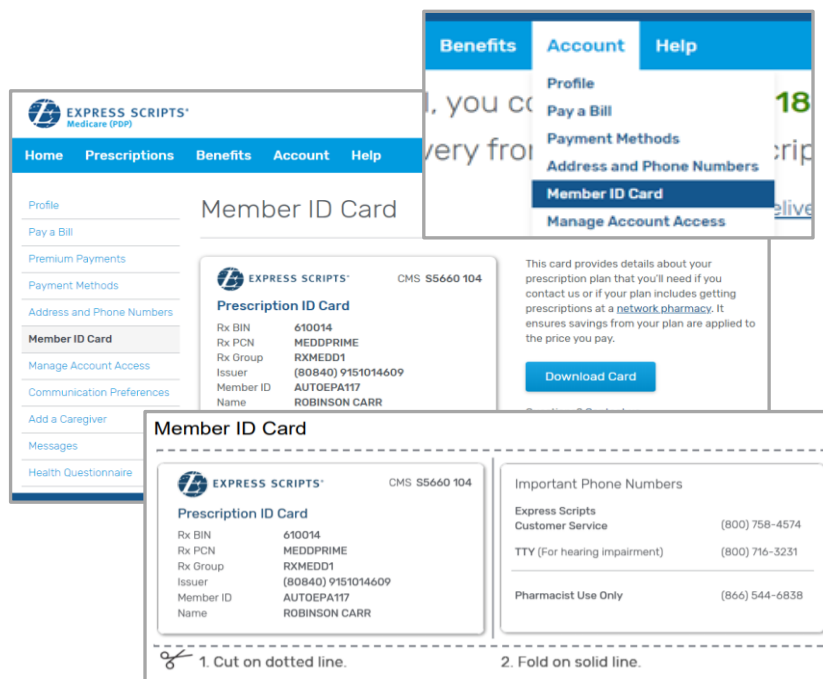 Benefits Account Help
Profile
Pay a Bill
Payment Methods
Address and Phone Numbers
Member ID Card
Manage Account Access
, you co
18
very fro
crip
elive
EXPRESS SCRIPTS®
Medicare (PDP)
Home Prescriptions Benefits Account Help
Profile
Pay a Bill
Premium Payments
Payment Methods
Address and Phone Numbers
Member ID Card
Manage Account Access
Communication Preferences
Add a Caregiver
Messages
Health Questionnaire
Member ID Card
EXPRESS SCRIPTS® CMS S5660 104
Prescription ID Card
Rx BIN 610014
Rx PCN MEDDPRIME
Rx Group RXMEDD1
Issuer (80840) 9151014609
Member ID AUTOEPA117
Name ROBINSON CARR
This card provides details about your
prescription plan that you'll need if you
contact us or if your plan includes getting
prescriptions at a network pharmacy. It
ensures savings from your plan are applied to
the price you pay.
Download Card
Member ID Card
EXPRESS SCRIPTS® CMS S5660 104
Prescription ID Card
Rx BIN 610014
Rx PCN MEDDPRIME
Rx Group RXMEDD1
Issuer (80840) 9151014609
Member ID AUTOEPA117
Name ROBINSON CARR
Important Phone Numbers
Express Scripts
Customer Service (800) 758-4574
TTY (For hearing impairment) (800) 716-3231
Pharmacist Use Only (866) 544-6838
1. Cut on dotted line. 2. Fold on solid line.